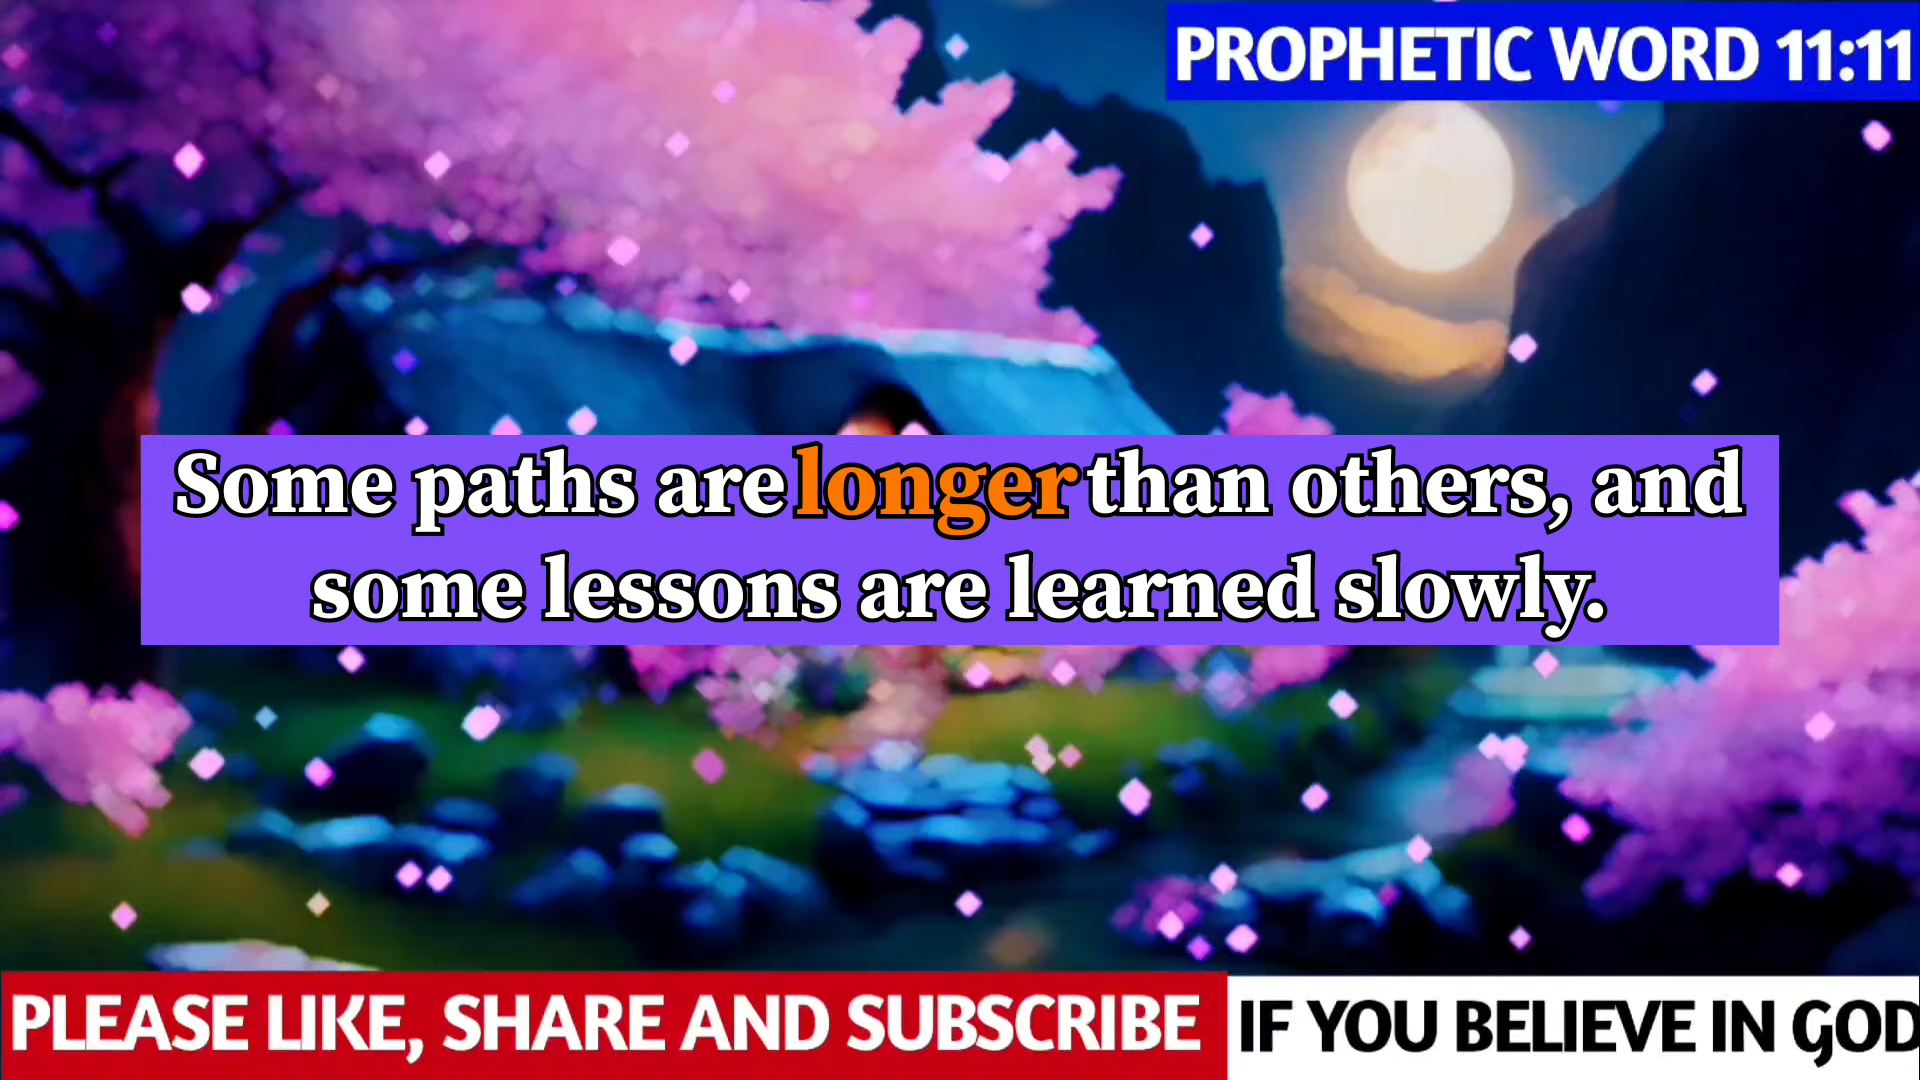 PROPHETIC WORD 11:11
Some paths are longer than others, and
some lessons are learned slowly.
PLEASE LIKE, SHARE AND SUBSCRIBE IF YOU BELIEVE IN GOD